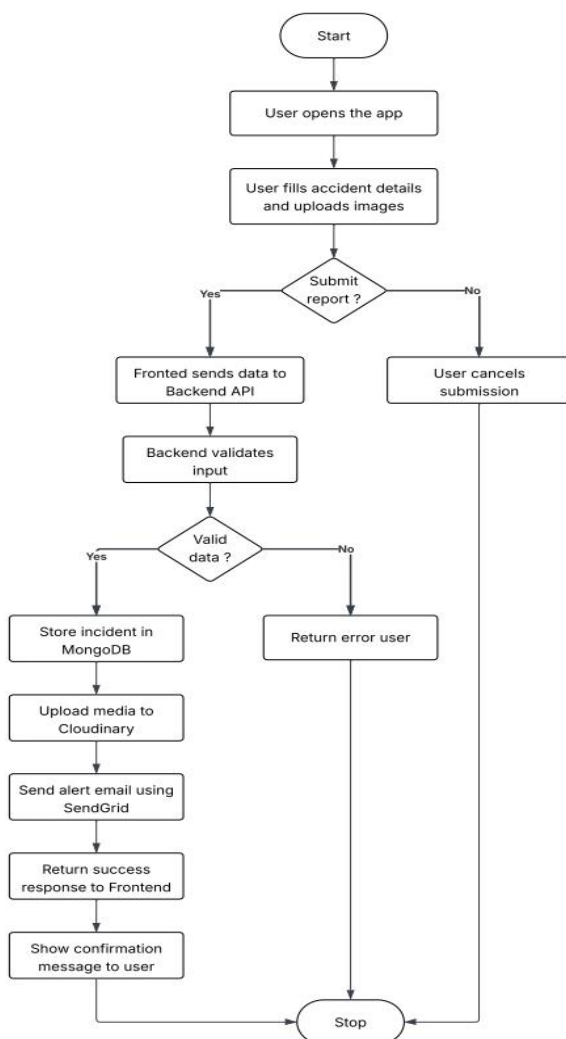 Start
User opens the app
User fills accident details
and uploads images
Submit
report ?
Yes
No
Fronted sends data to
Backend API
User cancels
submission
Backend validates
input
Valid
data ?
Yes
No
Store incident in
MongoDB
Return error user
Upload media to
Cloudinary
Send alert email using
SendGrid
Return success
response to Frontend
Show confirmation
message to user
Stop